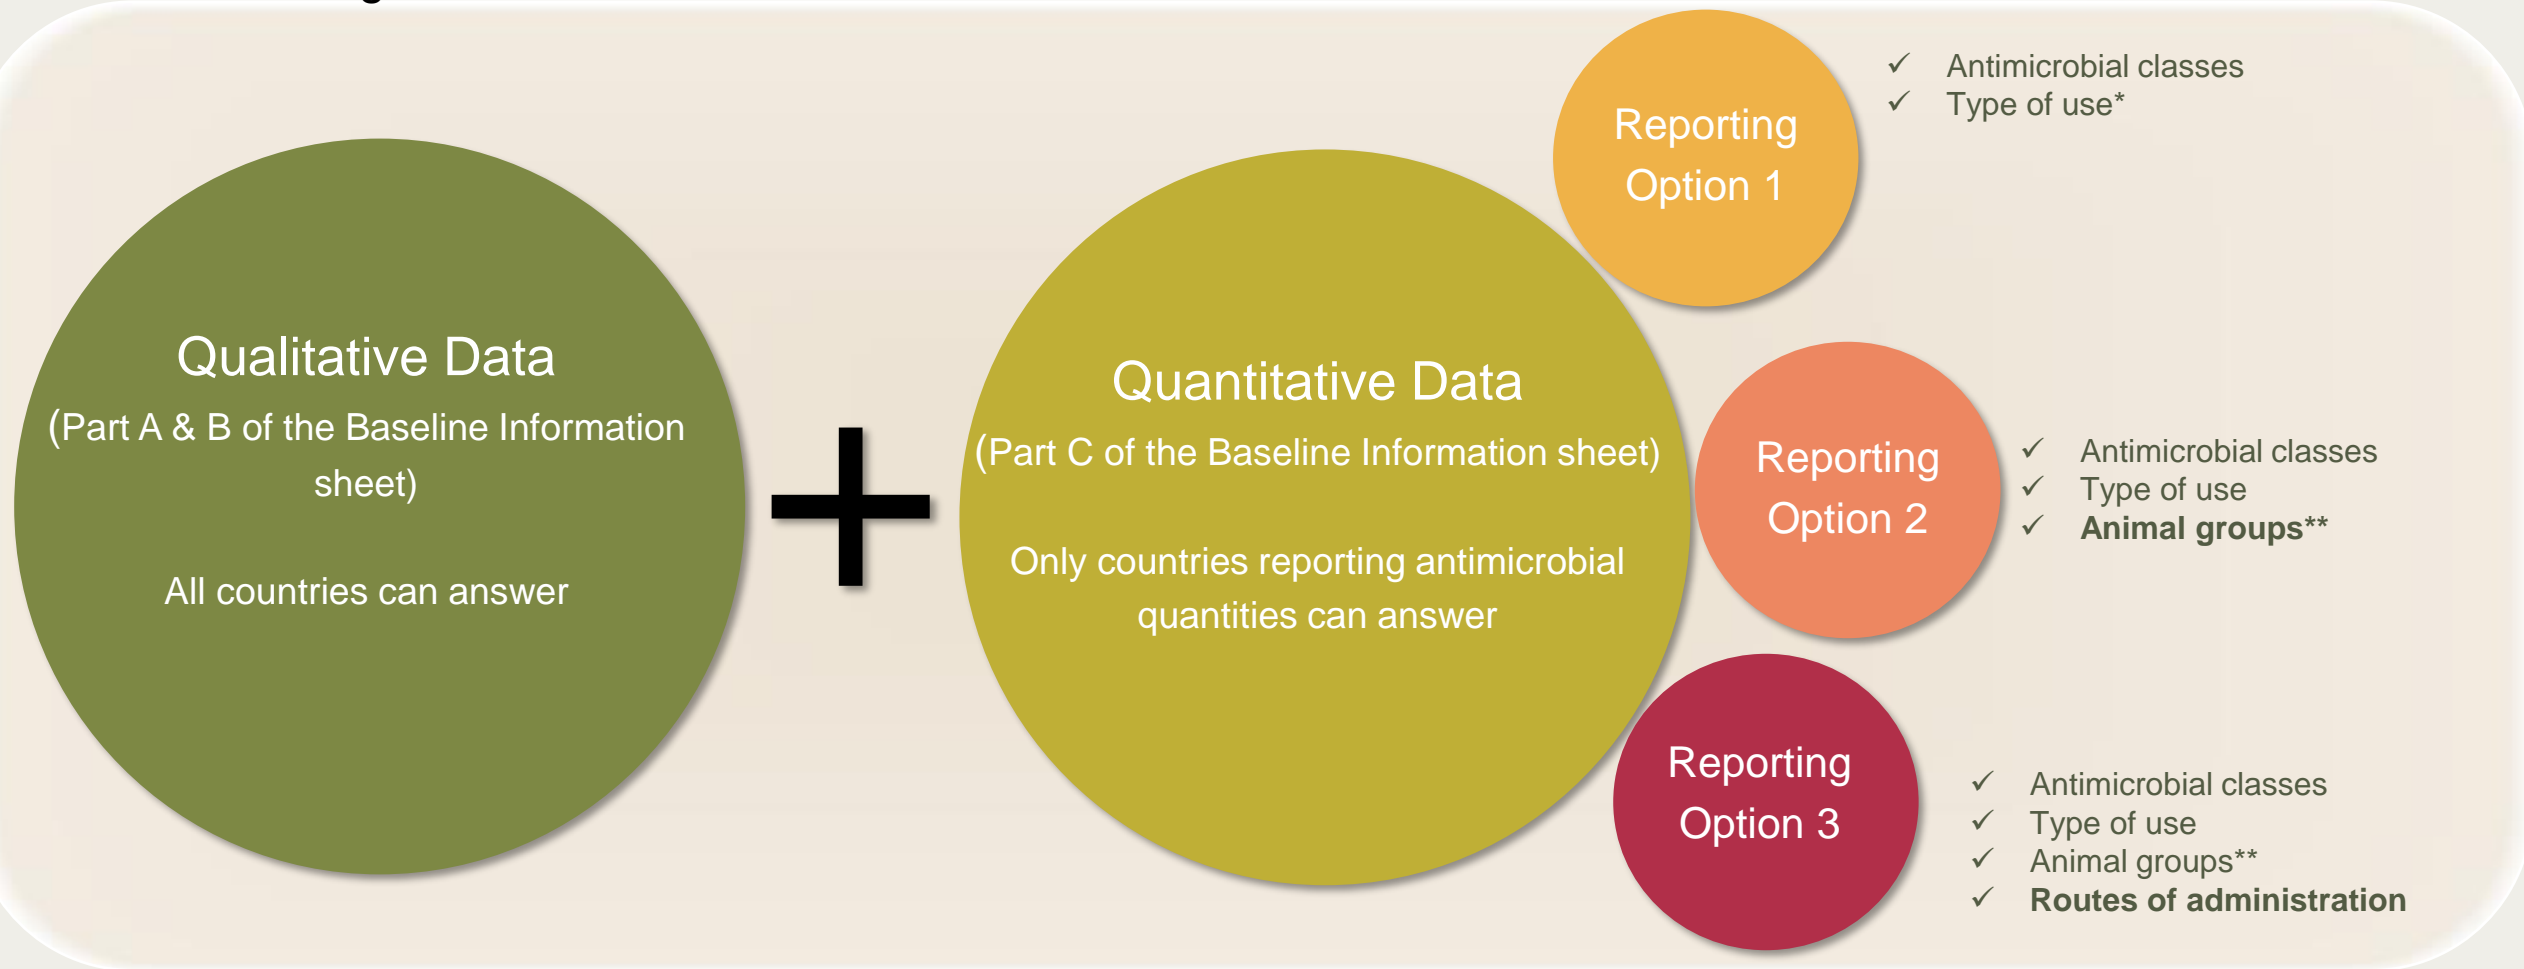 Qualitative Data
(Part A & B of the Baseline Information
sheet)
All countries can answer
Quantitative Data
(Part C of the Baseline Information sheet)
Only countries reporting antimicrobial
quantities can answer
Reporting
Option 1
✓ Antimicrobial classes
✓ Type of use*
Reporting
Option 2
✓ Antimicrobial classes
✓ Type of use
✓ Animal groups**
Reporting
Option 3
✓ Antimicrobial classes
✓ Type of use
✓ Animal groups**
✓ Routes of administration